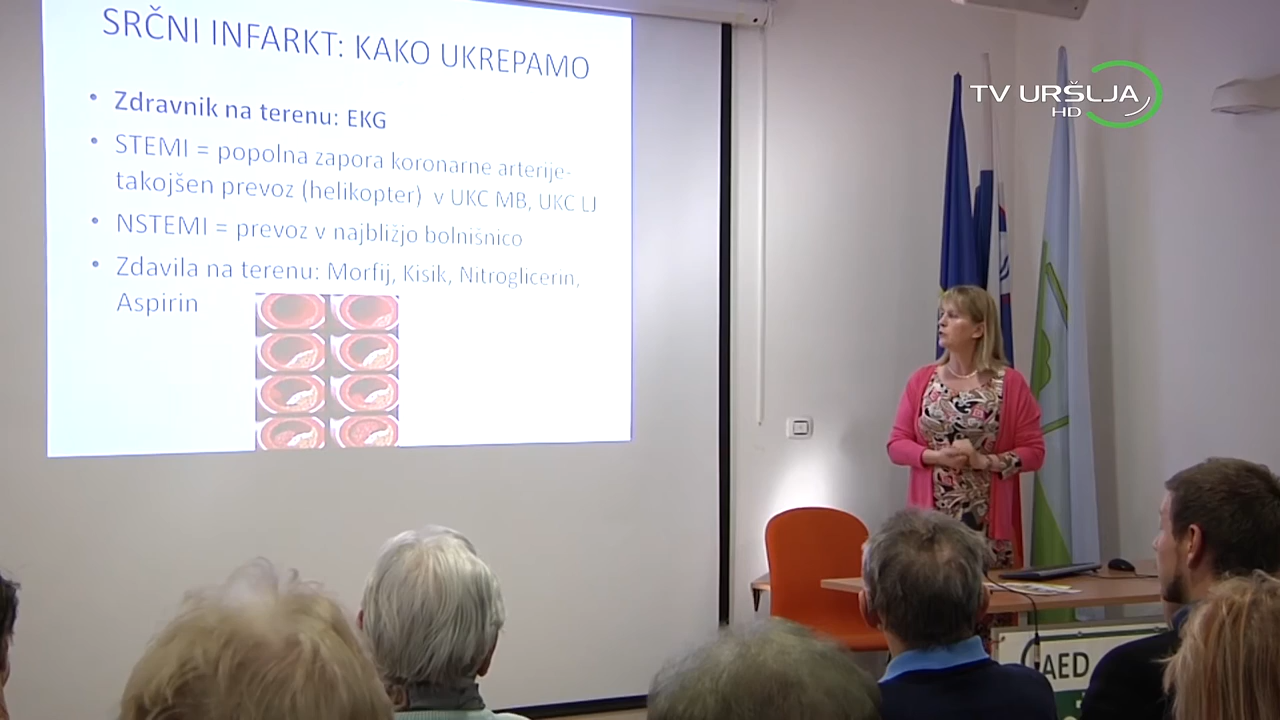 SRČNI INFARKT: KAKO UKREPAMO
• Zdravnik na terenu: EKG
• STEMI = popolna zapora koronarne arterije-
takojšen prevoz (helikopter) v UKC MB, UKC LJ
• NSTEMI = prevoz v najbližjo bolnišnico
• Zdavila na terenu: Morfij, Kisik, Nitroglicerin,
Aspirin
TV URŠLJA
HD
AED